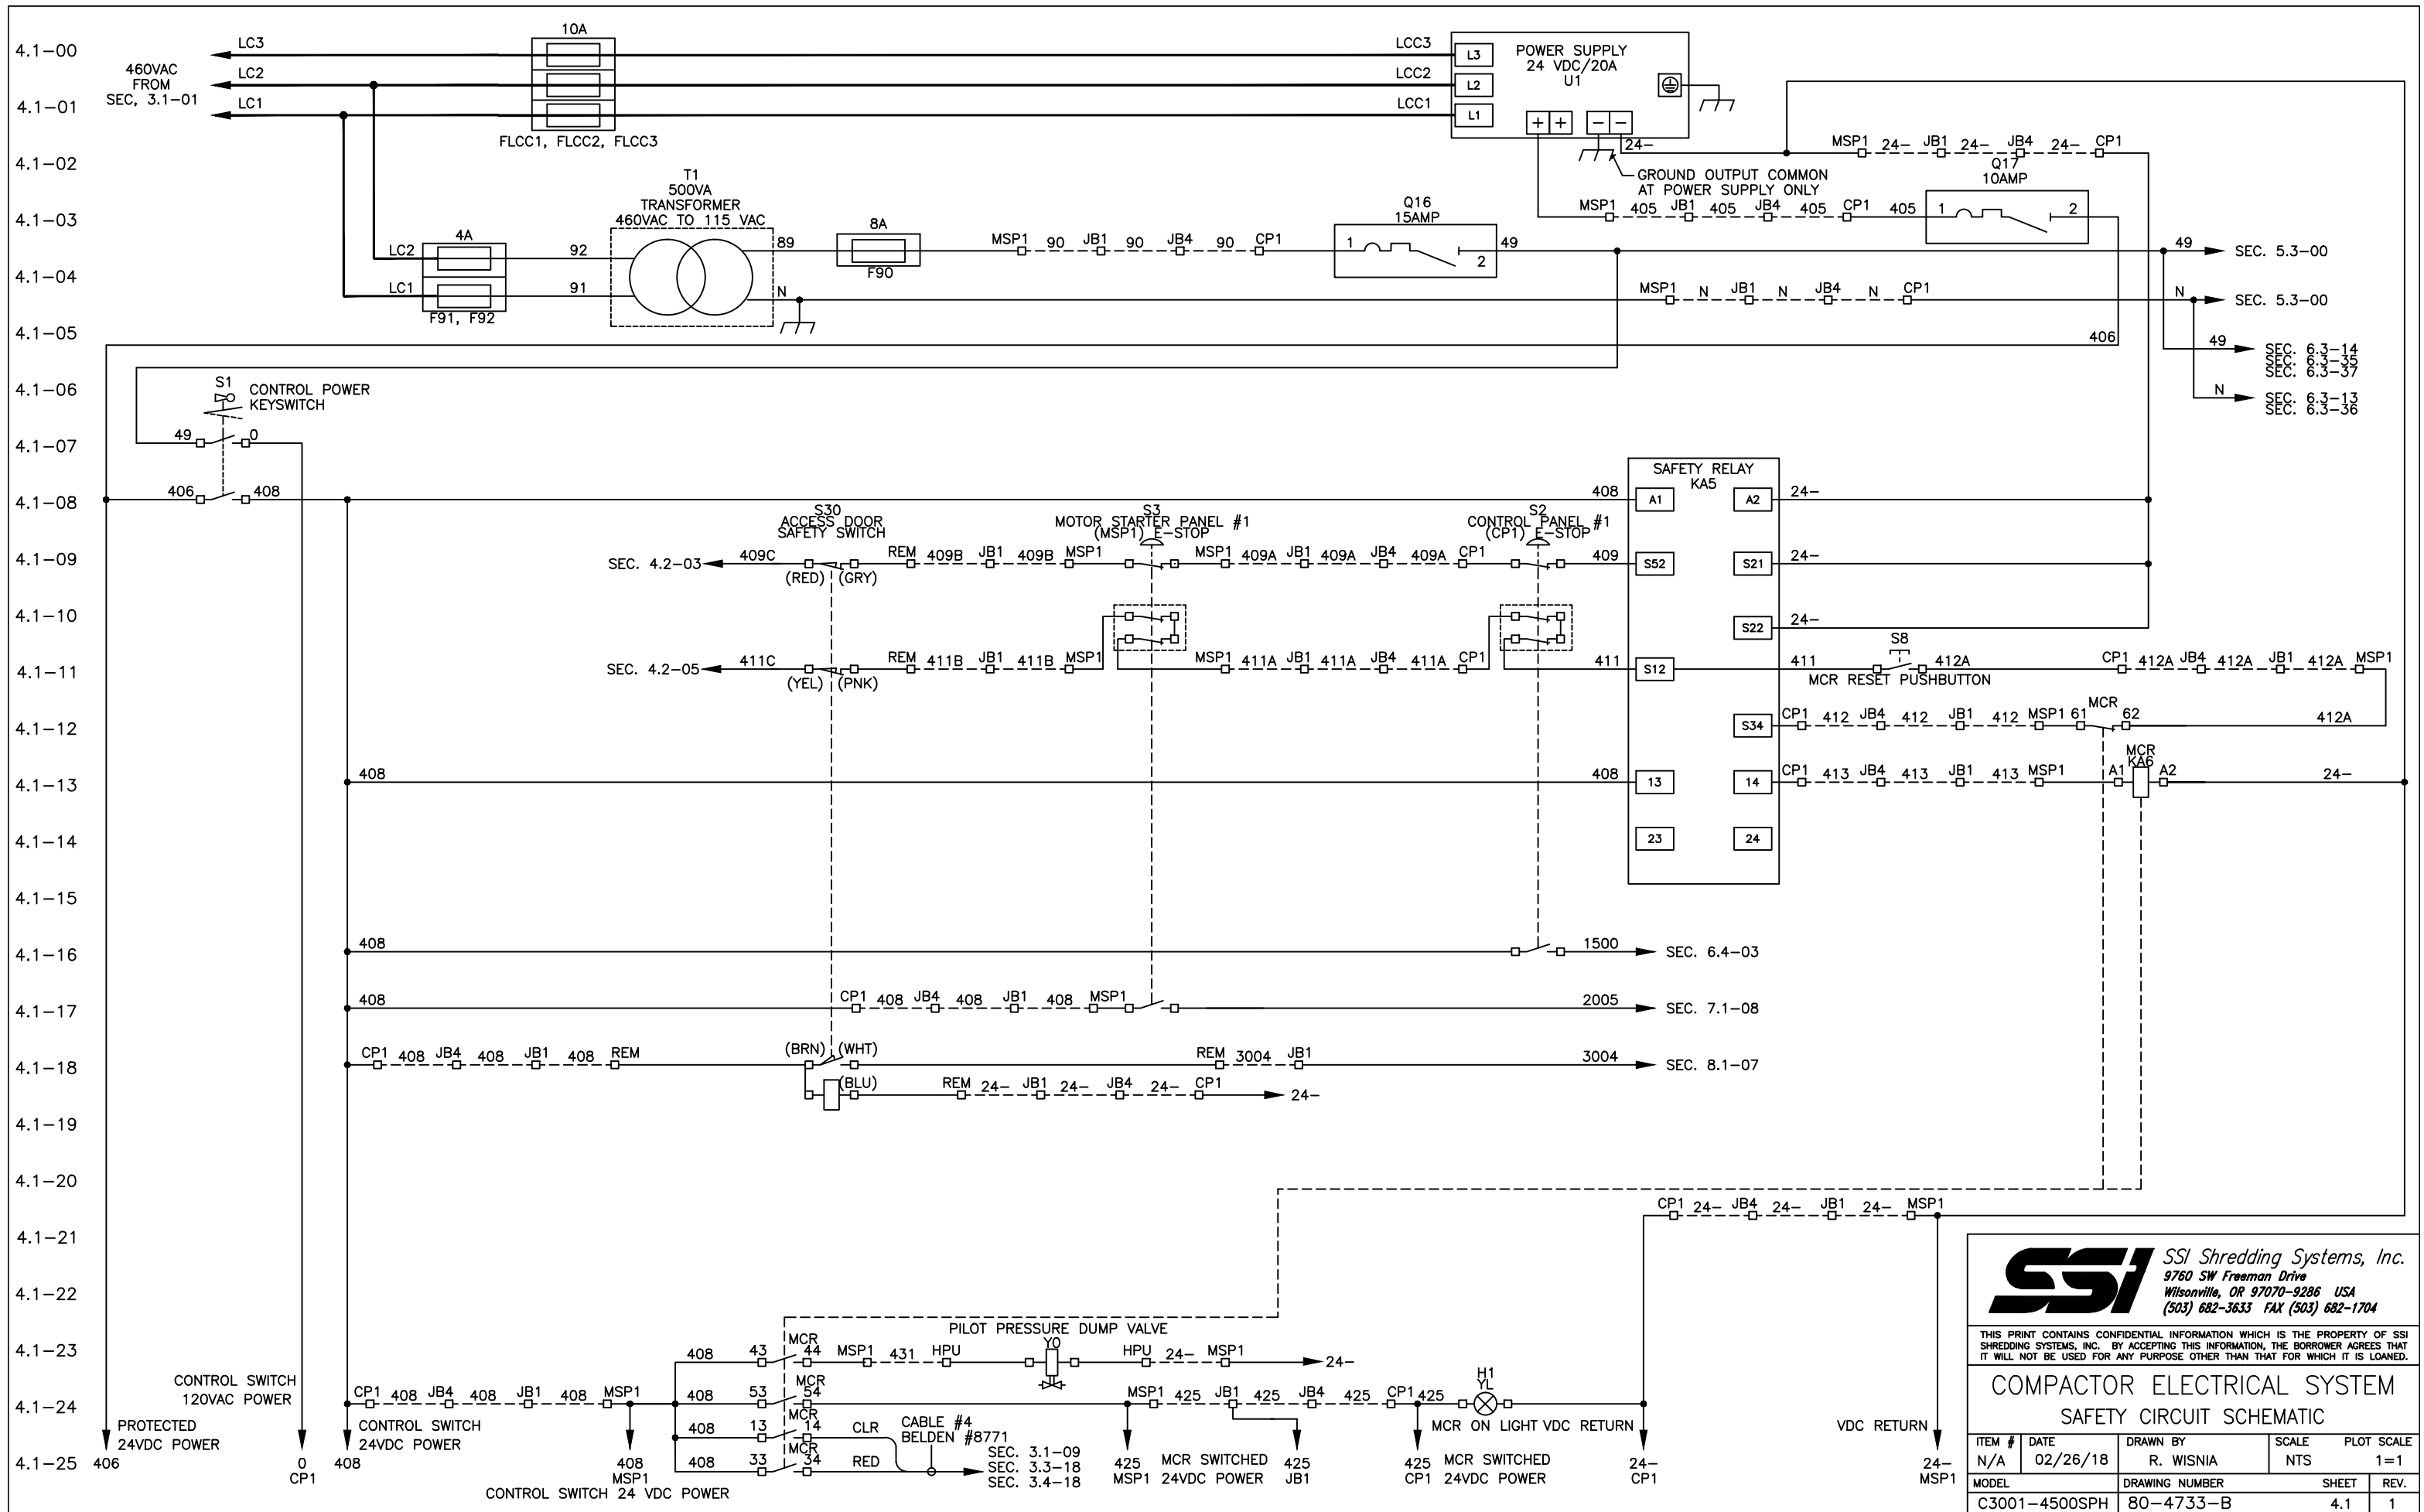 4.1-00
4.1-01
4.1-02
4.1-03
4.1-04
4.1-05
4.1-06
4.1-07
4.1-08
4.1-09
4.1-10
4.1-11
4.1-12
4.1-13
4.1-14
4.1-15
4.1-16
4.1-17
4.1-18
4.1-19
4.1-20
4.1-21
4.1-22
4.1-23
4.1-24
4.1-25
460VAC
FROM
SEC, 3.1-01
LC3
LC2
LC1
10A
FLCC1, FLCC2, FLCC3
LCC3
LCC2
LCC1
L3
L2
L1
POWER SUPPLY
24 VDC/20A
U1
+ + - -
24-
GROUND OUTPUT COMMON
AT POWER SUPPLY ONLY
MSP1 24- JB1 24- JB4 24- CP1
Q17
10AMP
MSP1 405 JB1 405 JB4 405 CP1 405 1 2
T1
500VA
TRANSFORMER
460VAC TO 115 VAC
4A
LC2 92
LC1 91
F91, F92
89
N
8A
F90
MSP1 90 JB1 90 JB4 90 CP1
Q16
15AMP
1 2 49
49 SEC. 5.3-00
MSP1 N JB1 N JB4 N CP1
N SEC. 5.3-00
406
49 SEC. 6.3-14
SEC. 6.3-35
SEC. 6.3-37
N SEC. 6.3-13
SEC. 6.3-36
S1
CONTROL POWER
KEYSWITCH
49 0
406 408
408
SAFETY RELAY
KA5
A1 A2 24-
S30
ACCESS DOOR
SAFETY SWITCH
S3
MOTOR STARTER PANEL #1
(MSP1) E-STOP
S2
CONTROL PANEL #1
(CP1) E-STOP
SEC. 4.2-03 409C (RED) (GRY) REM 409B JB1 409B MSP1 MSP1 409A JB1 409A JB4 409A CP1 409 S52 S21 24-
S22 24-
SEC. 4.2-05 411C (YEL) (PNK) REM 411B JB1 411B MSP1 MSP1 411A JB1 411A JB4 411A CP1 411 S12 411
S8
412A
MCR RESET PUSHBUTTON
CP1 412A JB4 412A JB1 412A MSP1
S34 CP1 412 JB4 412 JB1 412 MSP1 61 MCR 62 412A
408 408 13 14 CP1 413 JB4 413 JB1 413 MSP1 A1 A2 24-
MCR
KA6
23 24
408 1500 SEC. 6.4-03
408 CP1 408 JB4 408 JB1 408 MSP1 2005 SEC. 7.1-08
CP1 408 JB4 408 JB1 408 REM (BRN) (WHT) REM 3004 JB1 3004 SEC. 8.1-07
(BLU) REM 24- JB1 24- JB4 24- CP1 24-
CP1 24- JB4 24- JB1 24- MSP1
PILOT PRESSURE DUMP VALVE
Y0
408 43 MCR 44 MSP1 431 HPU HPU 24- MSP1 24-
CP1 408 JB4 408 JB1 408 MSP1 408 53 MCR 54 MSP1 425 JB1 425 JB4 425 CP1 425
H1
YL
MCR ON LIGHT VDC RETURN
408 13 MCR 14 CLR
CABLE #4
BELDEN #8771
408 33 MCR 34 RED
SEC. 3.1-09
SEC. 3.3-18
SEC. 3.4-18
PROTECTED
24VDC POWER
406
CONTROL SWITCH
120VAC POWER
0
CP1
CONTROL SWITCH
24VDC POWER
408
408
MSP1
CONTROL SWITCH 24 VDC POWER
425
MSP1
MCR SWITCHED
24VDC POWER
425
JB1
425
CP1
MCR SWITCHED
24VDC POWER
24-
CP1
VDC RETURN
24-
MSP1
SSI
SSI Shredding Systems, Inc.
9760 SW Freeman Drive
Wilsonville, OR 97070-9286 USA
(503) 682-3633 FAX (503) 682-1704
THIS PRINT CONTAINS CONFIDENTIAL INFORMATION WHICH IS THE PROPERTY OF SSI
SHREDDING SYSTEMS, INC. BY ACCEPTING THIS INFORMATION, THE BORROWER AGREES THAT
IT WILL NOT BE USED FOR ANY PURPOSE OTHER THAN THAT FOR WHICH IT IS LOANED.
COMPACTOR ELECTRICAL SYSTEM
SAFETY CIRCUIT SCHEMATIC
ITEM # DATE DRAWN BY SCALE PLOT SCALE
N/A 02/26/18 R. WISNIA NTS 1=1
MODEL DRAWING NUMBER SHEET REV.
C3001-4500SPH 80-4733-B 4.1 1